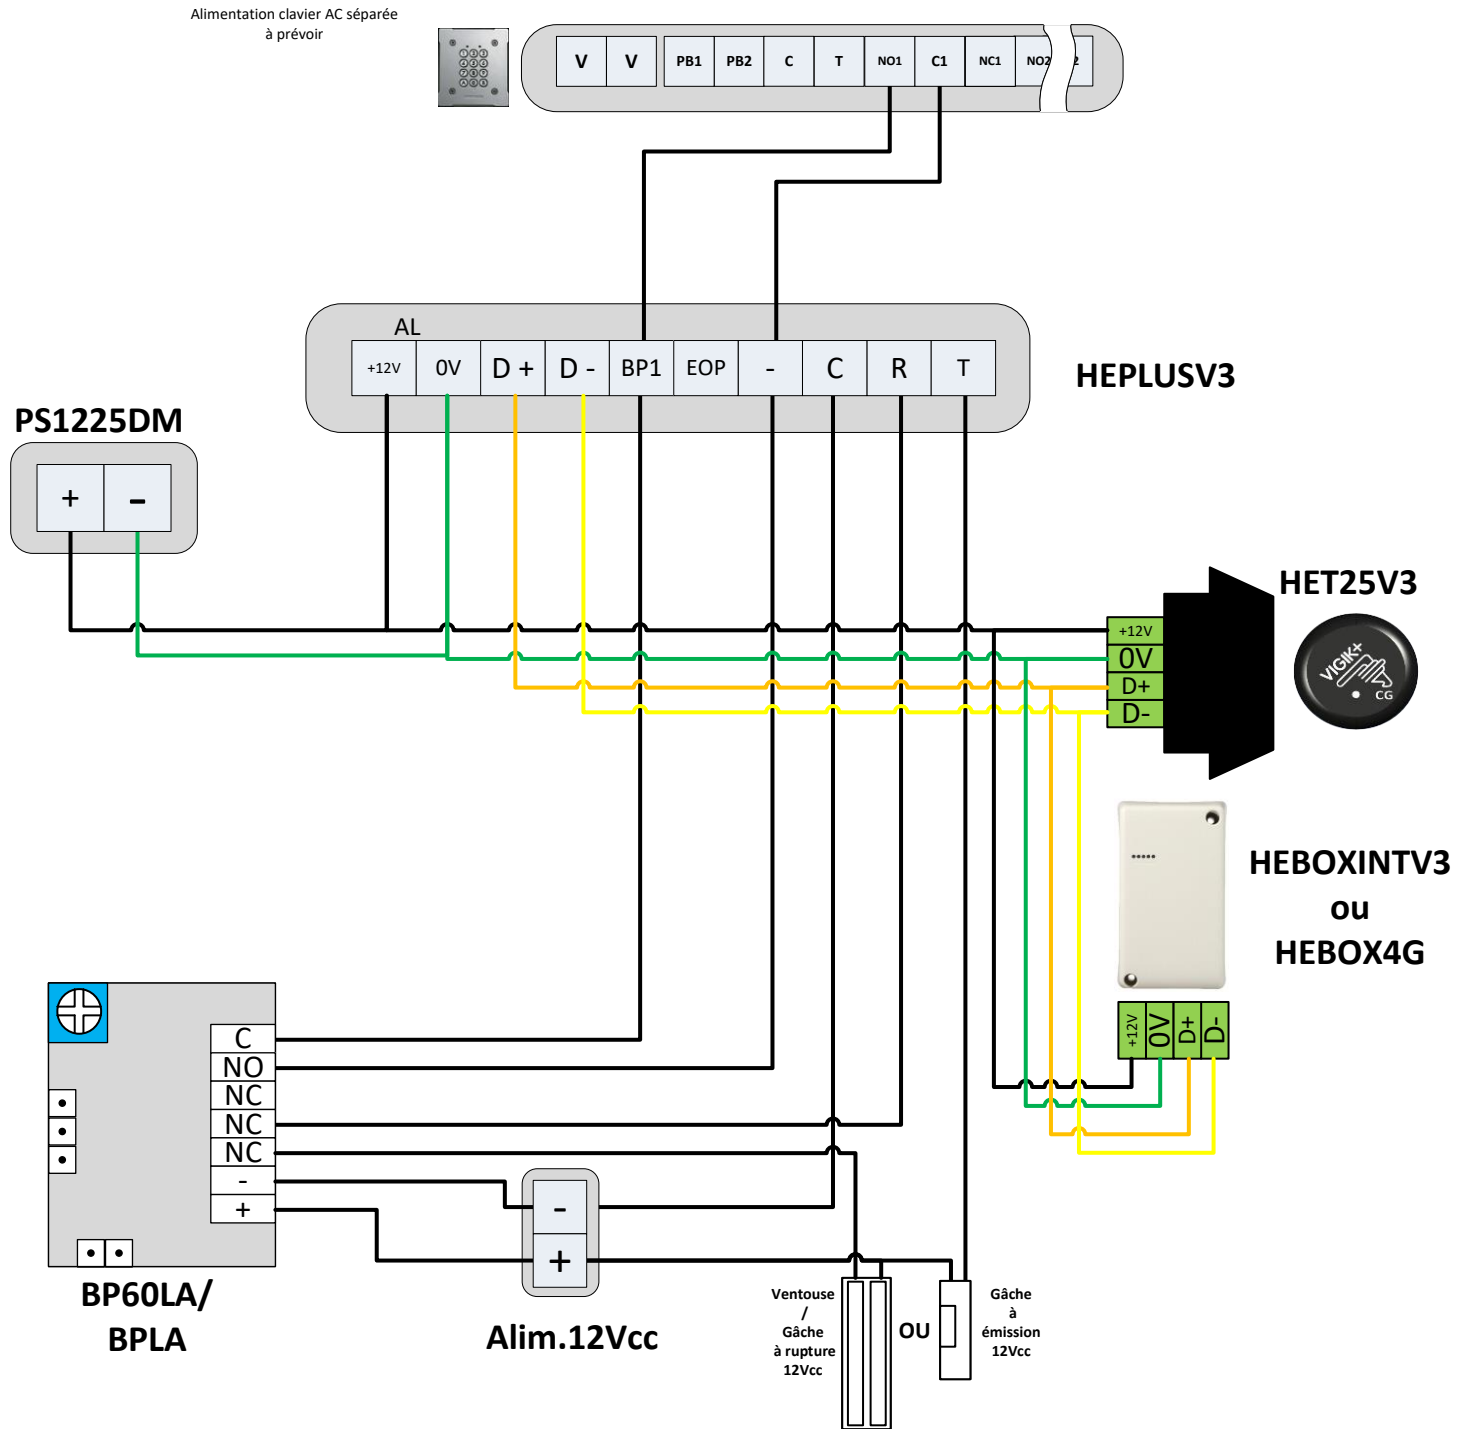 Alimentation clavier AC séparée
à prévoir
V V PB1 PB2 C T NO1 C1 NC1 NO2 2
AL
+12V 0V D + D - BP1 EOP - C R T
HEPLUSV3
PS1225DM
+ -
HET25V3
+12V
0V
D+
D-
VIGIK+
CG
HEBOXINTV3
ou
HEBOX4G
+12V 0V D+ D-
C
NO
NC
NC
NC
-
+
BP60LA/
BPLA
-
+
Alim.12Vcc
Ventouse
/
Gâche
à rupture
12Vcc
OU
Gâche
à
émission
12Vcc